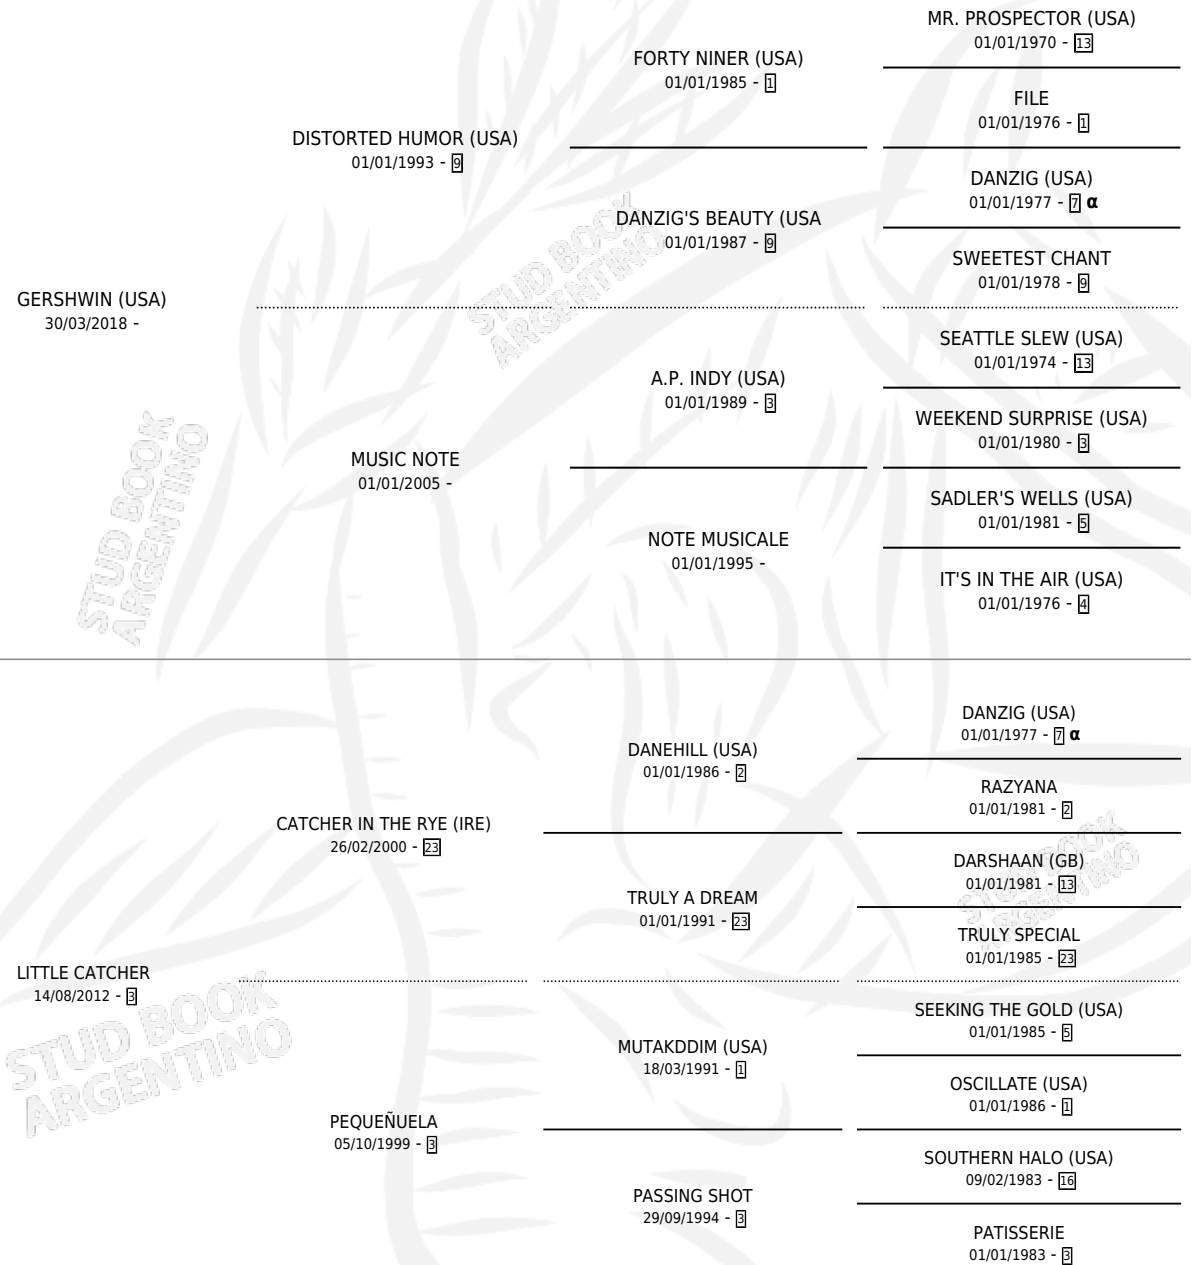 MR. PROSPECTOR (USA)
01/01/1970 - 13
FORTY NINER (USA)
01/01/1985 - 1
FILE
01/01/1976 - 1
DISTORTED HUMOR (USA)
01/01/1993 - 9
DANZIG (USA)
01/01/1977 - 7 α
DANZIG'S BEAUTY (USA
01/01/1987 - 9
SWEETEST CHANT
01/01/1978 - 9
GERSHWIN (USA)
30/03/2018 -
SEATTLE SLEW (USA)
01/01/1974 - 13
A.P. INDY (USA)
01/01/1989 - 3
WEEKEND SURPRISE (USA)
01/01/1980 - 3
MUSIC NOTE
01/01/2005 -
SADLER'S WELLS (USA)
01/01/1981 - 5
NOTE MUSICALE
01/01/1995 -
IT'S IN THE AIR (USA)
01/01/1976 - 4
DANZIG (USA)
01/01/1977 - 7 α
DANEHILL (USA)
01/01/1986 - 2
RAZYANA
01/01/1981 - 2
CATCHER IN THE RYE (IRE)
26/02/2000 - 23
DARSHAAN (GB)
01/01/1981 - 13
TRULY A DREAM
01/01/1991 - 23
TRULY SPECIAL
01/01/1985 - 23
LITTLE CATCHER
14/08/2012 - 3
SEEKING THE GOLD (USA)
01/01/1985 - 5
MUTAKDDIM (USA)
18/03/1991 - 1
OSCILLATE (USA)
01/01/1986 - 1
PEQUEÑUELA
05/10/1999 - 3
SOUTHERN HALO (USA)
09/02/1983 - 16
PASSING SHOT
29/09/1994 - 3
PATISSERIE
01/01/1983 - 3
STUD BOOK
ARGENTINO
STUD BOOK
ARGENTINO
STUD BOOK
ARGENTINO
STUD BOOK
ARGENTINO